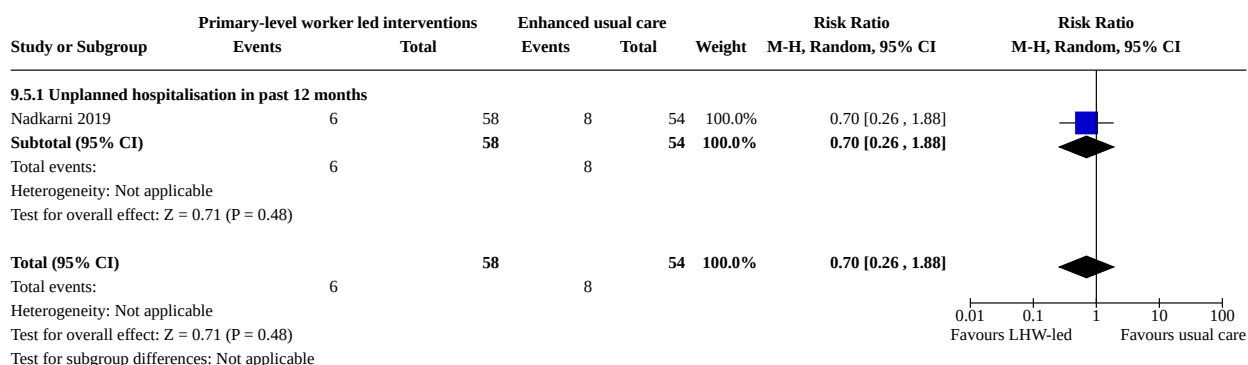 Primary-level worker led interventions Enhanced usual care Risk Ratio Risk Ratio
Study or Subgroup Events Total Events Total Weight M-H, Random, 95% CI M-H, Random, 95% CI
9.5.1 Unplanned hospitalisation in past 12 months
Nadkarni 2019 6 58 8 54 100.0% 0.70 [0.26 , 1.88]
Subtotal (95% CI) 58 54 100.0% 0.70 [0.26 , 1.88]
Total events: 6 8
Heterogeneity: Not applicable
Test for overall effect: Z = 0.71 (P = 0.48)
Total (95% CI) 58 54 100.0% 0.70 [0.26 , 1.88]
Total events: 6 8
Heterogeneity: Not applicable
0.01 0.1 1 10 100
Test for overall effect: Z = 0.71 (P = 0.48) Favours LHW-led Favours usual care
Test for subgroup differences: Not applicable